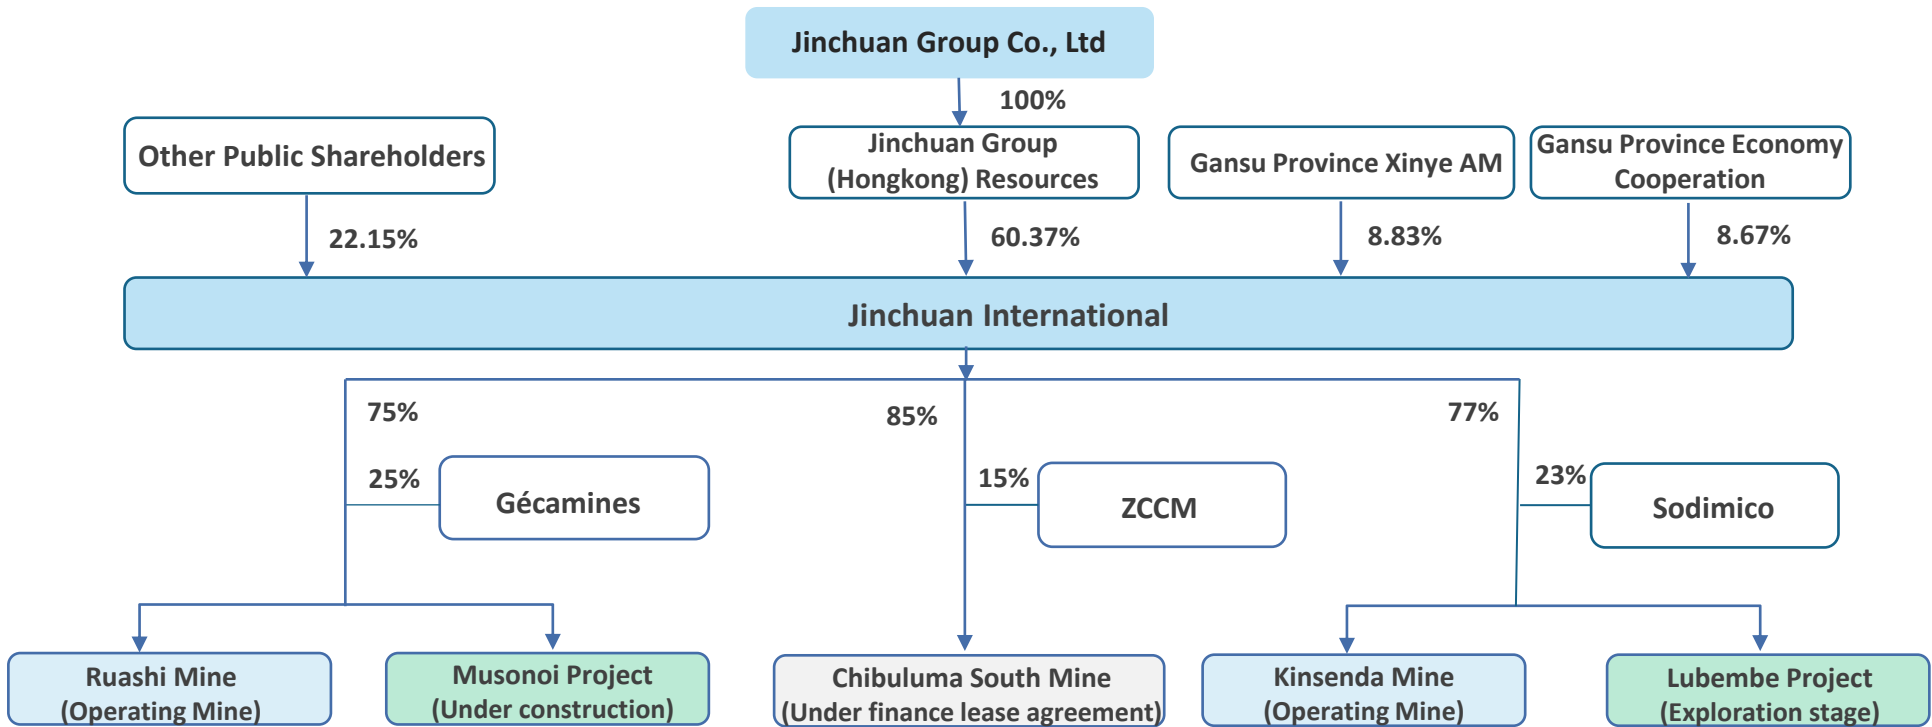 Jinchuan Group Co., Ltd
100%
Other Public Shareholders
Jinchuan Group
(Hongkong) Resources
Gansu Province Xinye AM
Gansu Province Economy
Cooperation
22.15%
60.37%
8.83%
8.67%
Jinchuan International
75%
85%
77%
25%
Gécamines
15%
ZCCM
23%
Sodimico
Ruashi Mine
(Operating Mine)
Musonoi Project
(Under construction)
Chibuluma South Mine
(Under finance lease agreement)
Kinsenda Mine
(Operating Mine)
Lubembe Project
(Exploration stage)